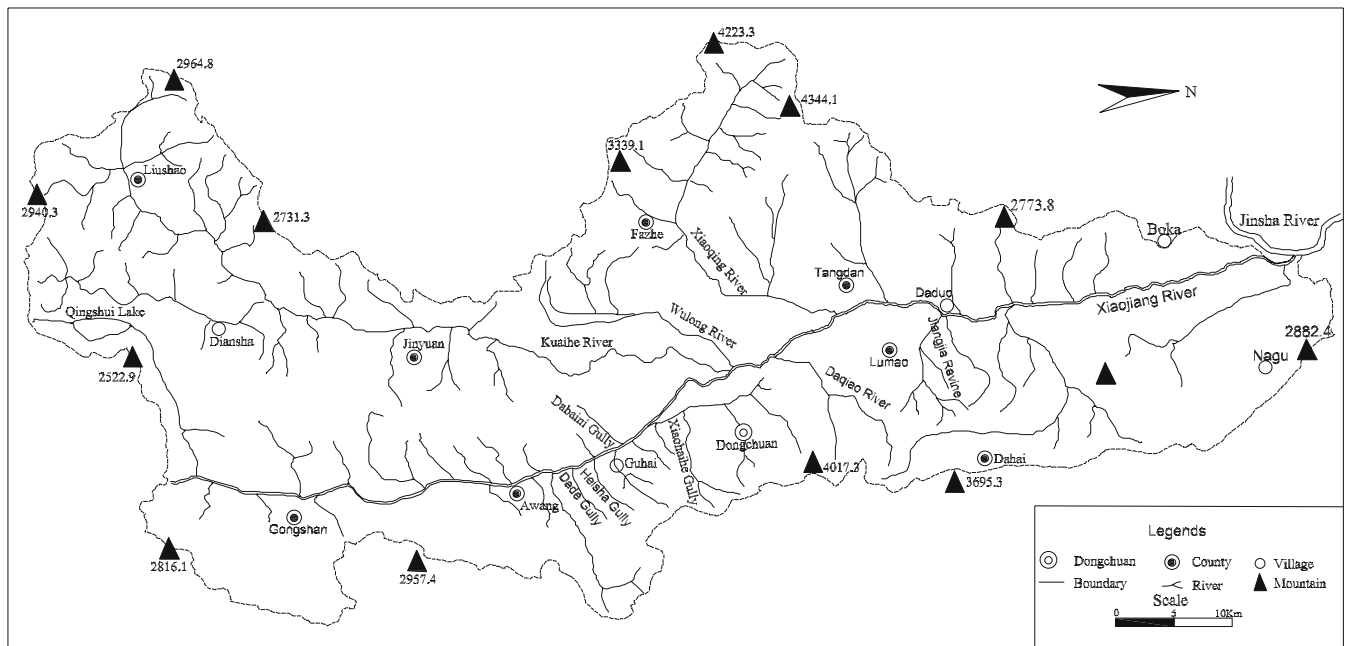 4223.3
2964.8
N
4344.1
3339.1
Liushao
2940.3
2731.3
2773.8
Jinsha River
Boka
Fazhe
Xiaoqing River
Tangdan
Daduo
Xiaojiang River
Qingshui Lake
Wulong River
Diansha
Jinyuan
Kuaihe River
Jiangjia Ravine
2882.4
Lumao
Nagu
2522.9
Daqiao River
Dabaini Gully
Xiaohaihe Gully
Dongchuan
Guhai
4017.3
Dahai
Heisha Gully
Dade Gully
3695.3
Awang
Gongshan
2816.1
2957.4
Legends
Dongchuan
County
Village
Boundary
River
Mountain
Scale
0 5 10Km